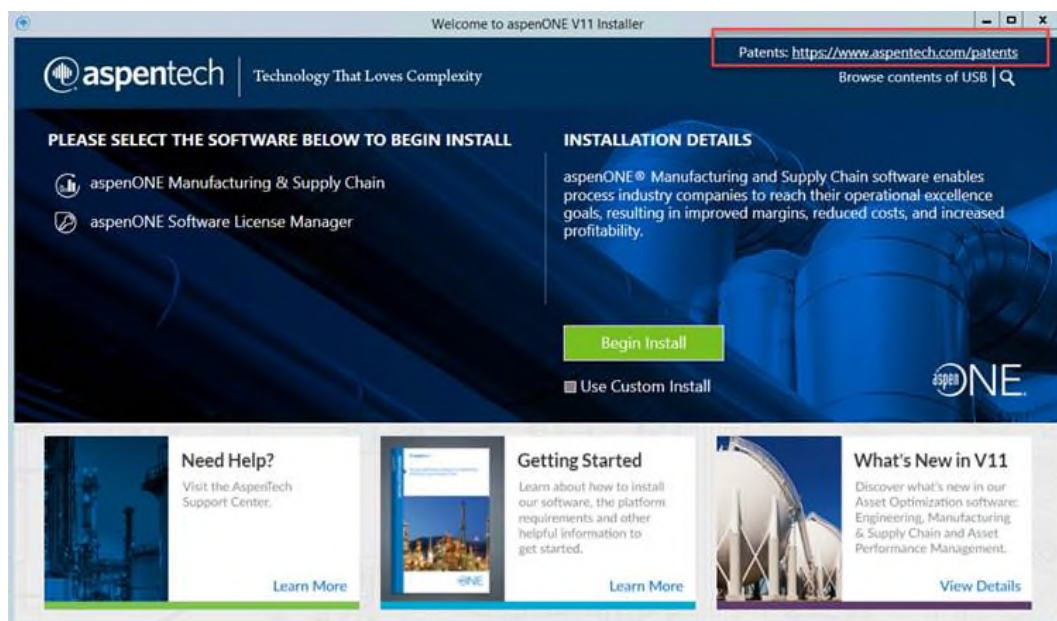 Welcome to aspenONE V11 Installer
Patents: https://www.aspentech.com/patents
aspentech
Technology That Loves Complexity
Browse contents of USB
PLEASE SELECT THE SOFTWARE BELOW TO BEGIN INSTALL
aspenONE Manufacturing & Supply Chain
aspenONE Software License Manager
INSTALLATION DETAILS
aspenONE® Manufacturing and Supply Chain software enables
process industry companies to reach their operational excellence
goals, resulting in improved margins, reduced costs, and increased
profitability.
Begin Install
Use Custom Install
aspenONE
Need Help?
Visit the AspenTech
Support Center.
Learn More
Getting Started
Learn about how to install
our software, the platform
requirements and other
helpful information to
get started.
Learn More
What's New in V11
Discover what's new in our
Asset Optimization software:
Engineering, Manufacturing
& Supply Chain and Asset
Performance Management.
View Details